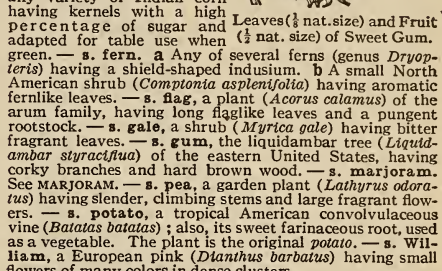 having kernels with a high
percentage of sugar and
adapted for table use when
Leaves (⅛ nat. size) and Fruit
(½ nat. size) of Sweet Gum.
green. — s. fern. a Any of several ferns (genus Dryop-
teris) having a shield-shaped indusium. b A small North
American shrub (Comptonia asplenifolia) having aromatic
fernlike leaves. — s. flag, a plant (Acorus calamus) of the
arum family, having long flaglike leaves and a pungent
rootstock. — s. gale, a shrub (Myrica gale) having bitter
fragrant leaves. — s. gum, the liquidambar tree (Liquid-
ambar styraciflua) of the eastern United States, having
corky branches and hard brown wood. — s. marjoram.
See MARJORAM. — s. pea, a garden plant (Lathyrus odora-
tus) having slender, climbing stems and large fragrant flow-
ers. — s. potato, a tropical American convolvulaceous
vine (Batatas batatas) ; also, its sweet farinaceous root, used
as a vegetable. The plant is the original potato. — s. Wil-
liam, a European pink (Dianthus barbatus) having small
flowers of many colors in dense clusters